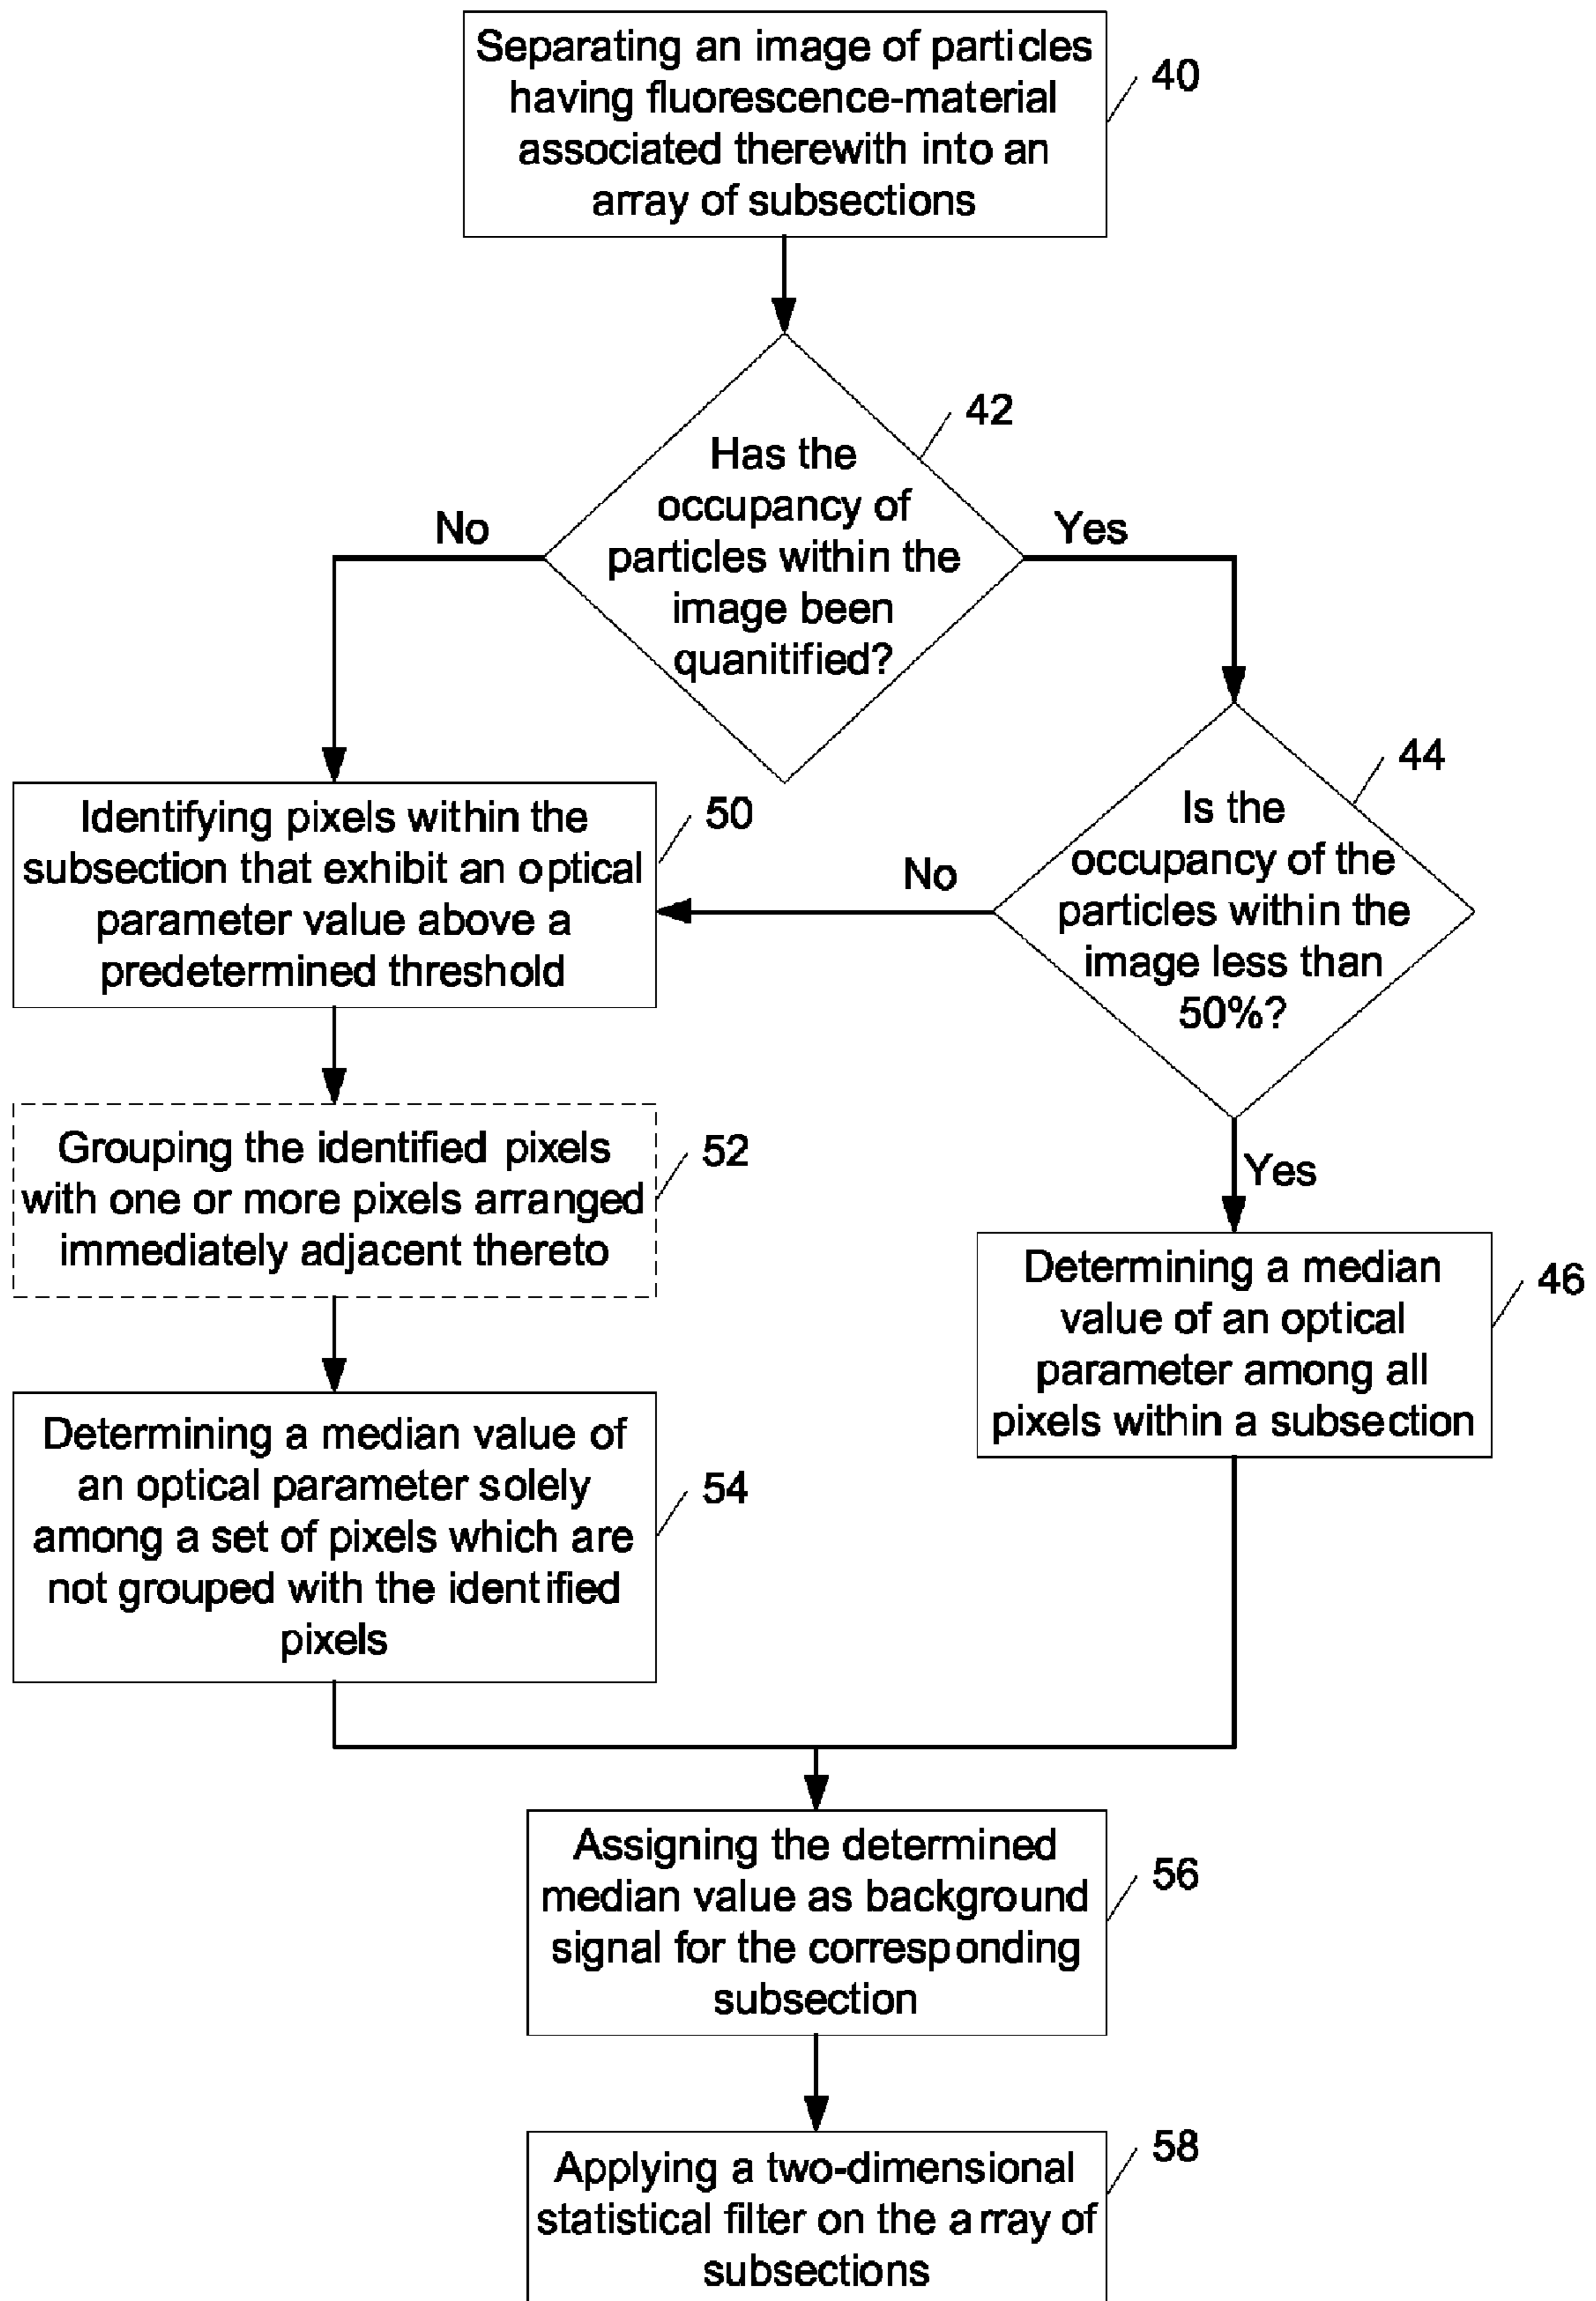 Separating an image of particles
having fluorescence-material
associated therewith into an
array of subsections
40
42
Has the
occupancy of
particles within the
image been
quanitified?
No
Yes
44
Is the
occupancy of the
particles within the
image less than
50%?
No
Yes
50
Identifying pixels within the
subsection that exhibit an optical
parameter value above a
predetermined threshold
52
Grouping the identified pixels
with one or more pixels arranged
immediately adjacent thereto
46
Determining a median
value of an optical
parameter among all
pixels within a subsection
54
Determining a median value of
an optical parameter solely
among a set of pixels which are
not grouped with the identified
pixels
56
Assigning the determined
median value as background
signal for the corresponding
subsection
58
Applying a two-dimensional
statistical filter on the array of
subsections